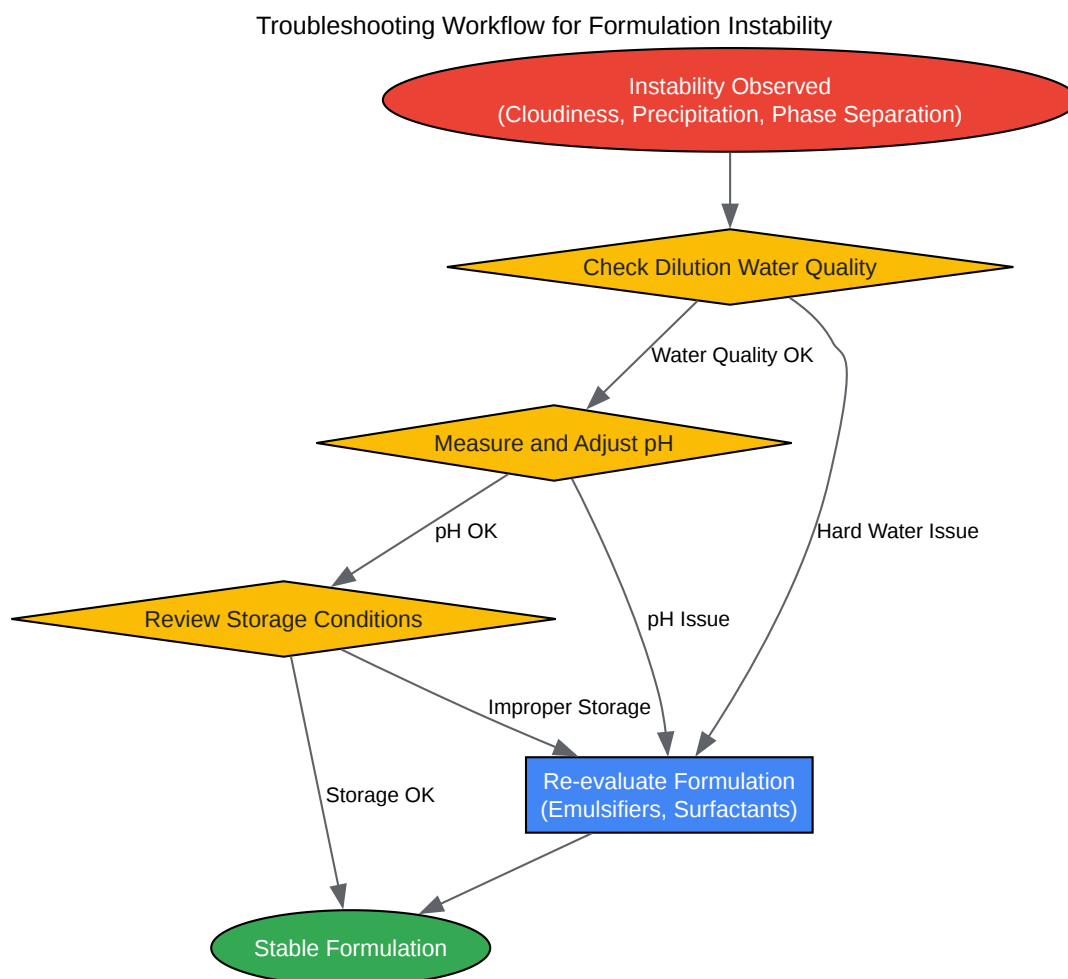 Troubleshooting Workflow for Formulation Instability
Instability Observed
(Cloudiness, Precipitation, Phase Separation)
Check Dilution Water Quality
Water Quality OK
Measure and Adjust pH
Hard Water Issue
pH OK
Review Storage Conditions
pH Issue
Improper Storage
Re-evaluate Formulation
(Emulsifiers, Surfactants)
Storage OK
Stable Formulation